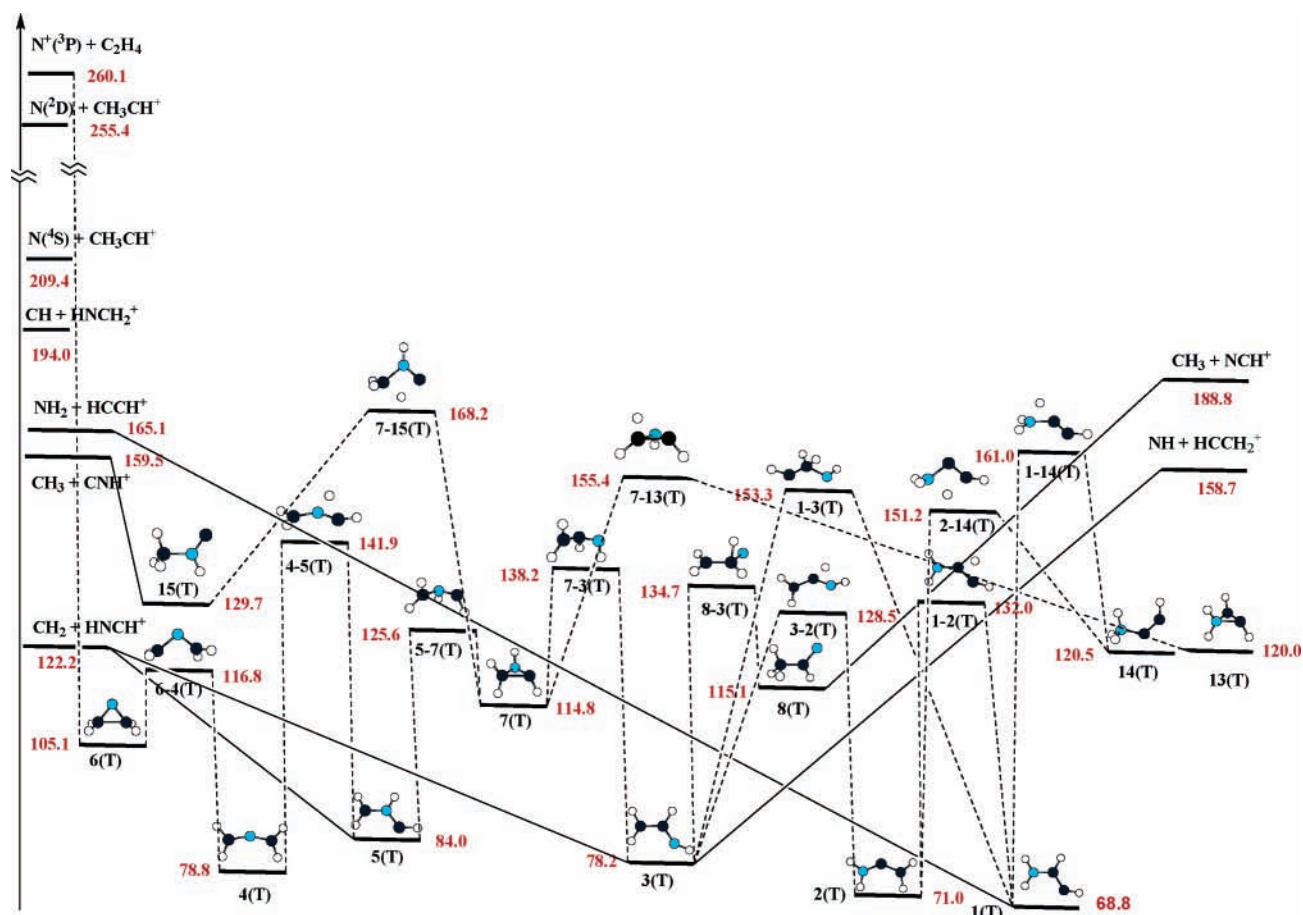 N⁺(³P) + C₂H₄
260.1
N(²D) + CH₃CH⁺
255.4
N(⁴S) + CH₃CH⁺
209.4
CH + HNCH₂⁺
194.0
NH₂ + HCCH⁺
165.1
159.5
CH₃ + CNH⁺
CH₂ + HNCH⁺
122.2
105.1
6(T)
6-4(T)
116.8
15(T)
129.7
78.8
4(T)
4-5(T)
141.9
5(T)
84.0
7-15(T)
168.2
125.6
5-7(T)
7(T)
114.8
138.2
7-3(T)
155.4
7-13(T)
78.2
3(T)
134.7
8-3(T)
153.3
1-3(T)
3-2(T)
128.5
115.1
8(T)
2(T)
71.0
151.2
2-14(T)
1-2(T)
132.0
161.0
1-14(T)
1(T)
68.8
120.5
14(T)
13(T)
120.0
CH₃ + NCH⁺
188.8
NH + HCCH₂⁺
158.7